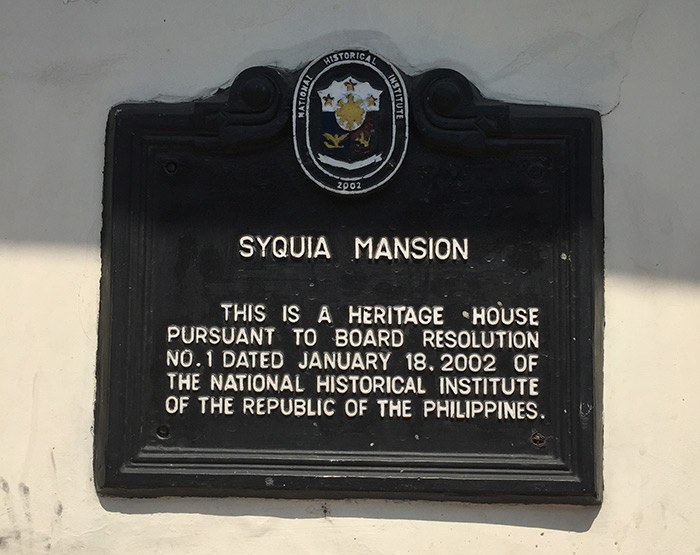 NATIONAL HISTORICAL INSTITUTE
2002
SYQUIA MANSION
THIS IS A HERITAGE HOUSE
PURSUANT TO BOARD RESOLUTION
NO. 1 DATED JANUARY 18. 2002 OF
THE NATIONAL HISTORICAL INSTITUTE
OF THE REPUBLIC OF THE PHILIPPINES.